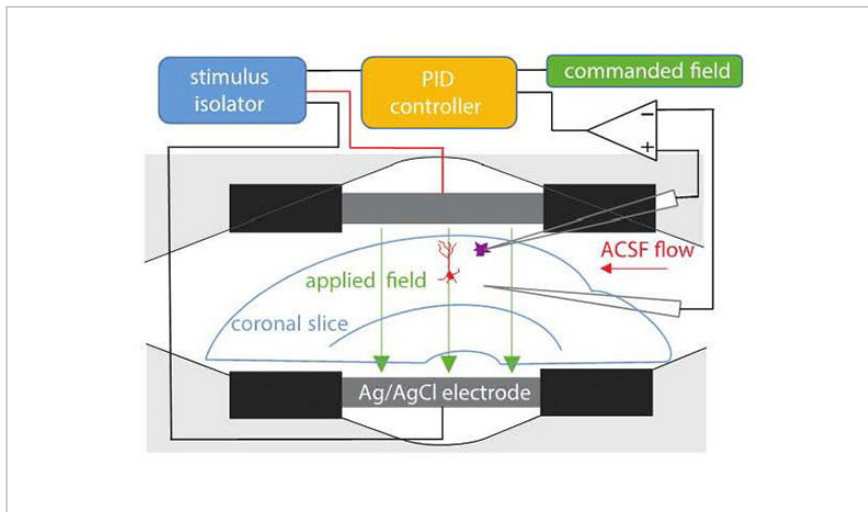 stimulus
isolator
PID
controller
commanded field
−
+
ACSF flow
applied field
coronal slice
Ag/AgCl electrode